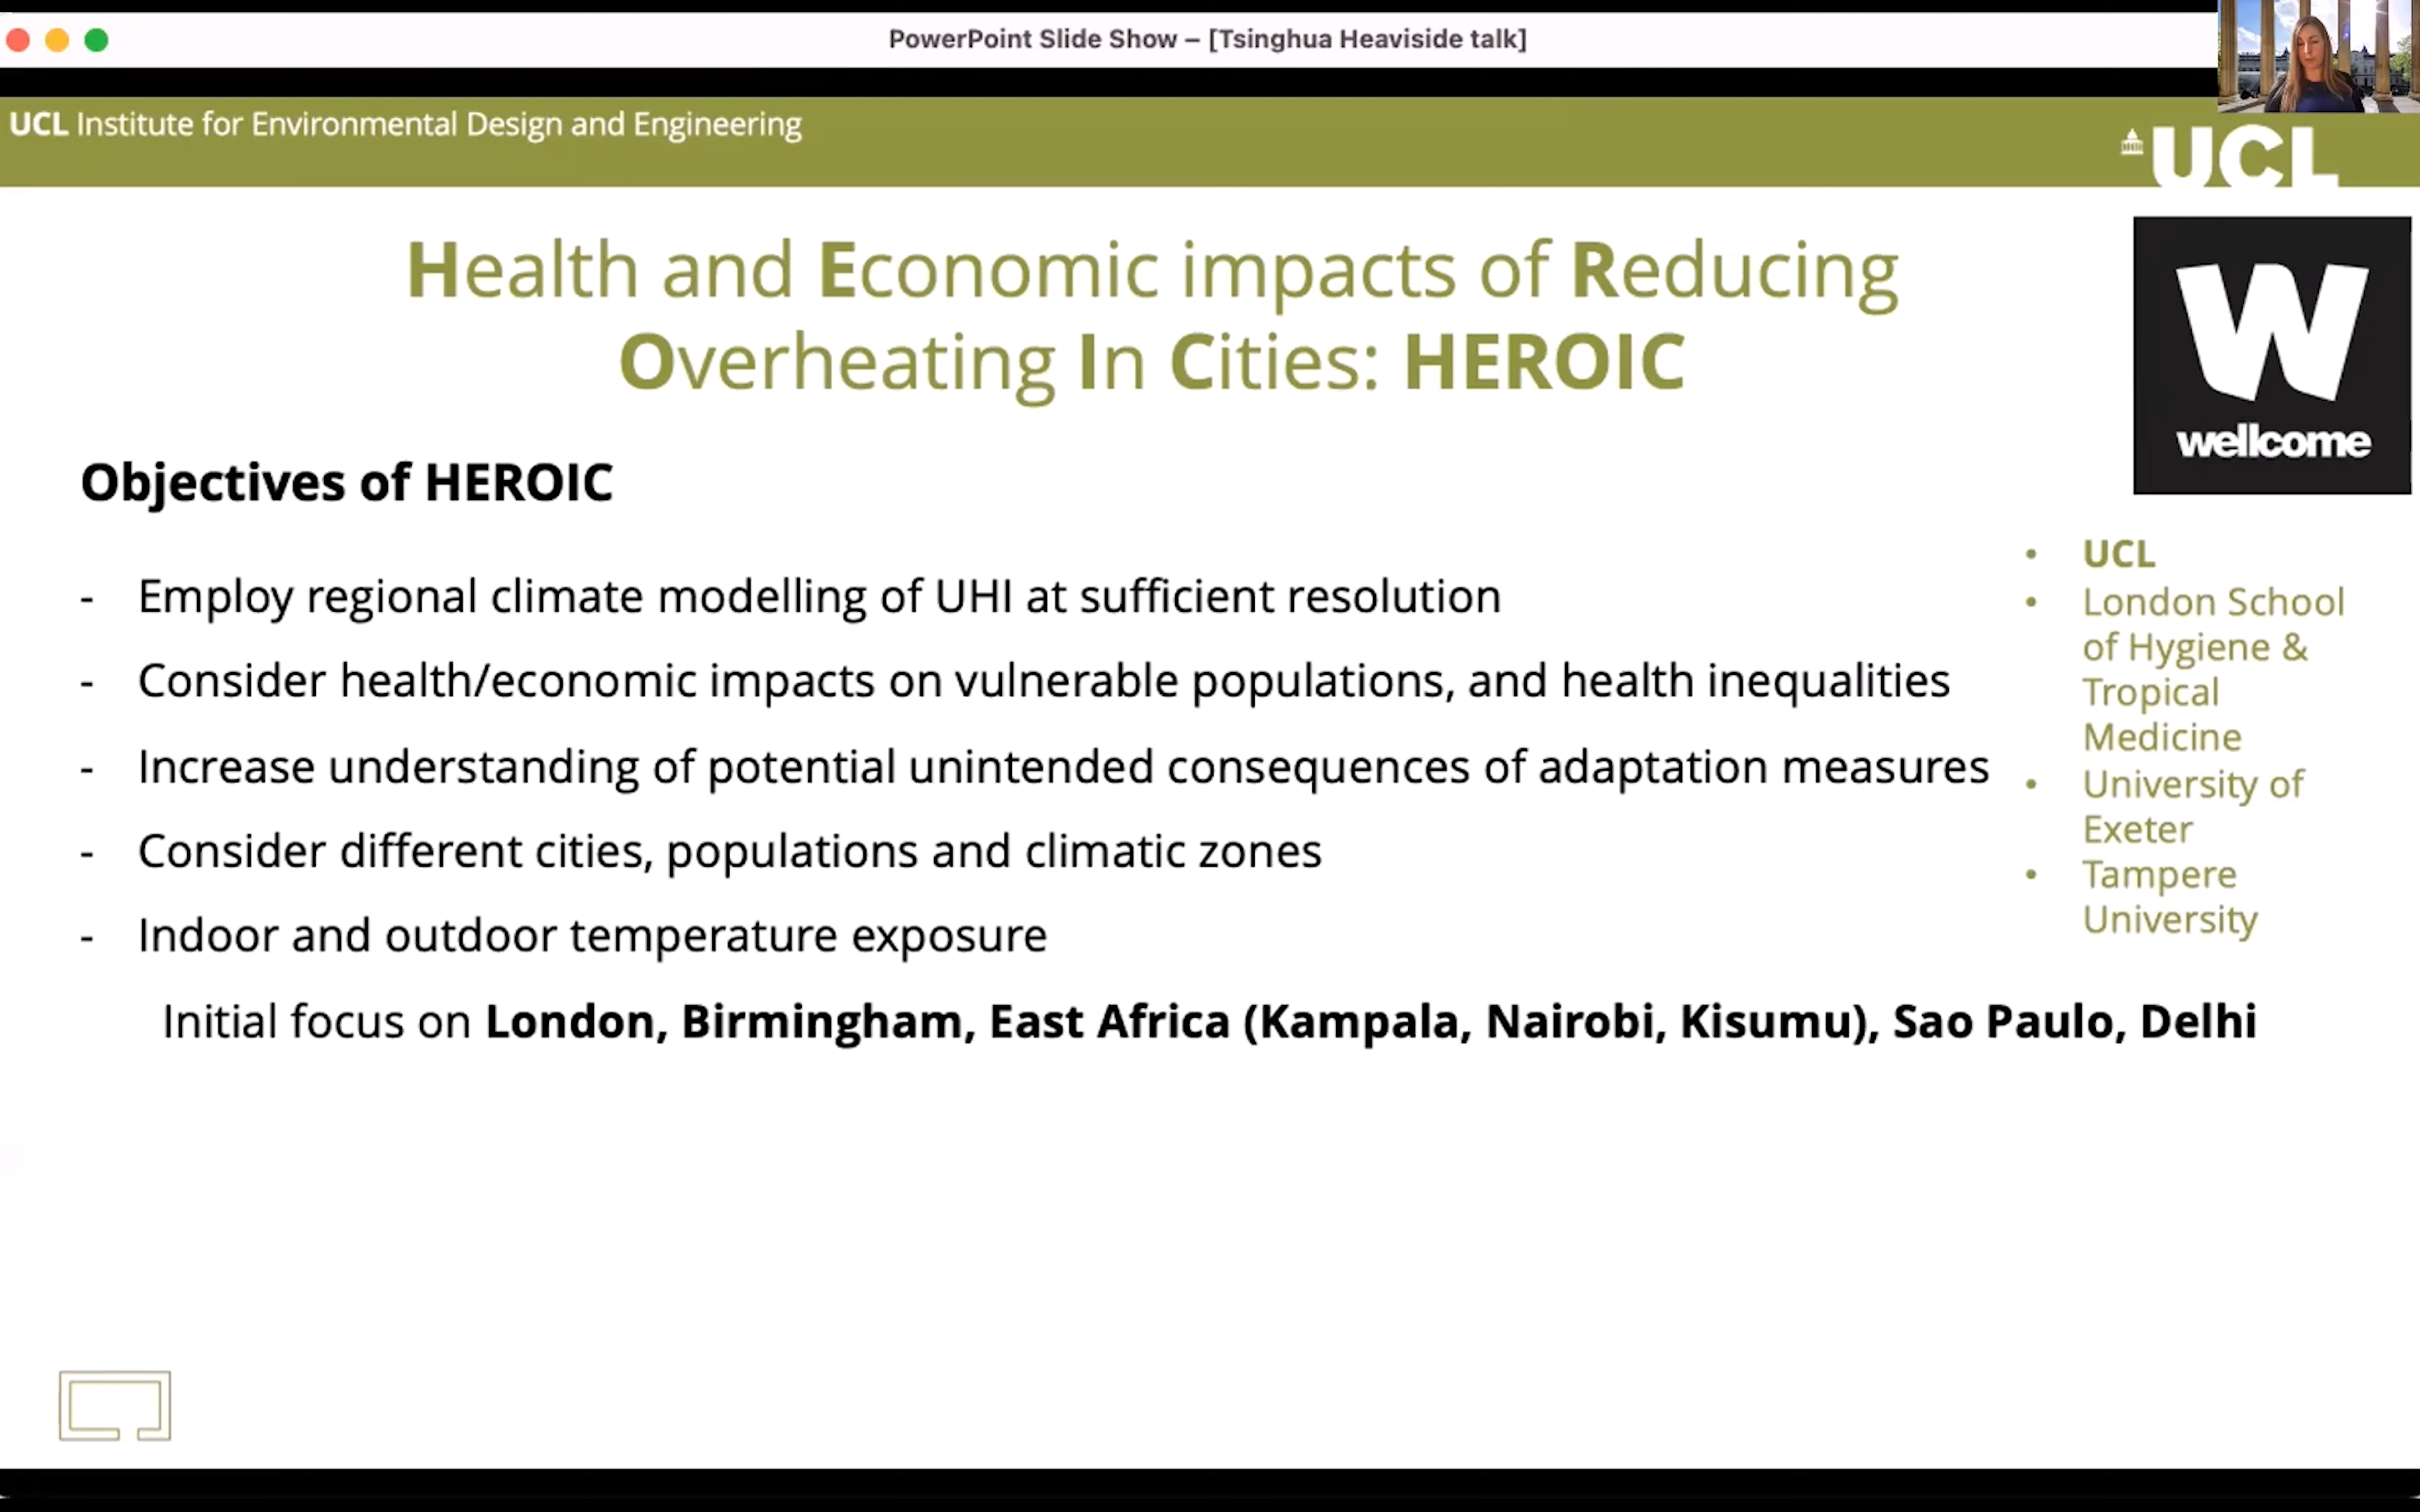 PowerPoint Slide Show – [Tsinghua Heaviside talk]
UCL Institute for Environmental Design and Engineering
UCL
Health and Economic impacts of Reducing
Overheating In Cities: HEROIC
W
wellcome
Objectives of HEROIC
- Employ regional climate modelling of UHI at sufficient resolution
- Consider health/economic impacts on vulnerable populations, and health inequalities
- Increase understanding of potential unintended consequences of adaptation measures
- Consider different cities, populations and climatic zones
- Indoor and outdoor temperature exposure
Initial focus on London, Birmingham, East Africa (Kampala, Nairobi, Kisumu), Sao Paulo, Delhi
• UCL
• London School
of Hygiene &
Tropical
Medicine
• University of
Exeter
• Tampere
University